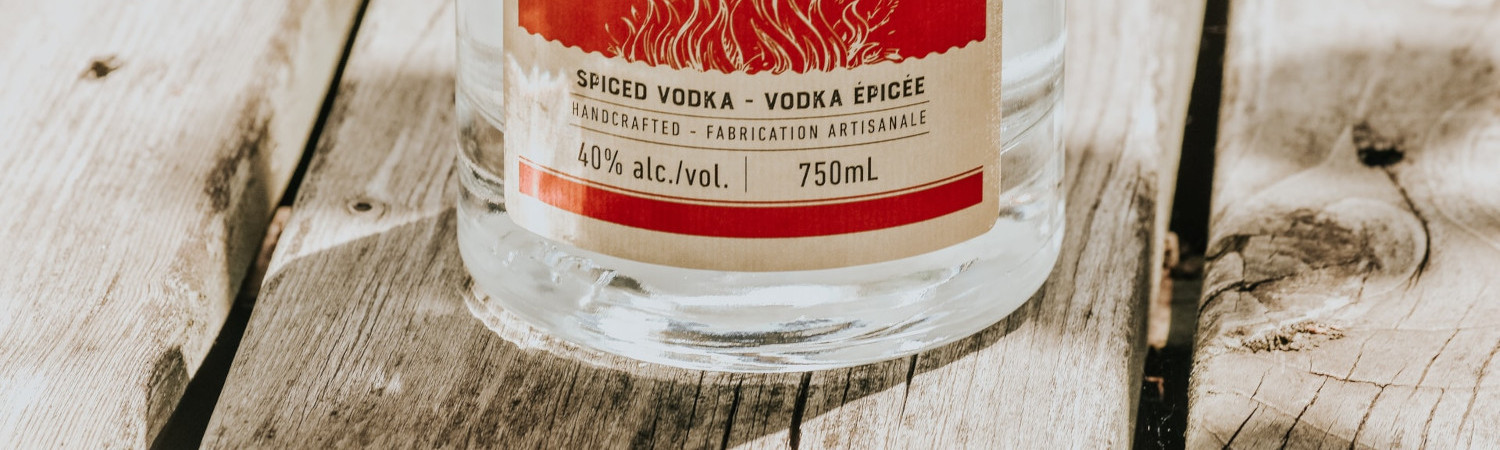 SPICED VODKA - VODKA ÉPICÉE
HANDCRAFTED - FABRICATION ARTISANALE
40% alc./vol. | 750mL